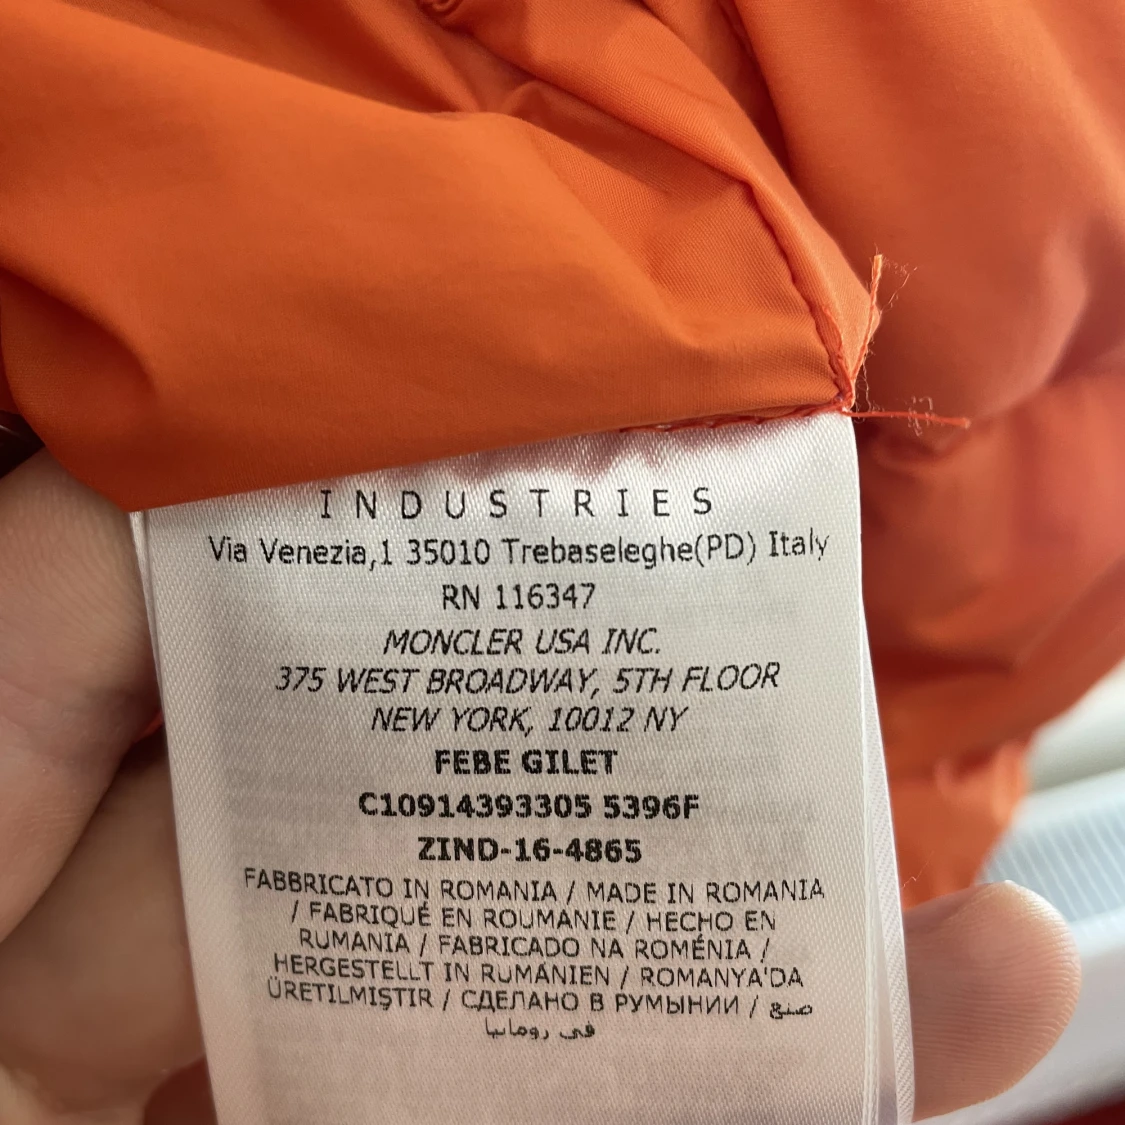 INDUSTRIES
Via Venezia,1 35010 Trebaseleghe(PD) Italy
RN 116347
MONCLER USA INC.
375 WEST BROADWAY, 5TH FLOOR
NEW YORK, 10012 NY
FEBE GILET
C10914393305 5396F
ZIND-16-4865
FABBRICATO IN ROMANIA / MADE IN ROMANIA
/ FABRIQUÉ EN ROUMANIE / HECHO EN
RUMANIA / FABRICADO NA ROMÉNIA /
HERGESTELLT IN RUMÄNIEN / ROMANYA'DA
ÜRETILMIŞTIR / СДЕЛАНО В РУМЫНИИ / صنع
في رومانيا